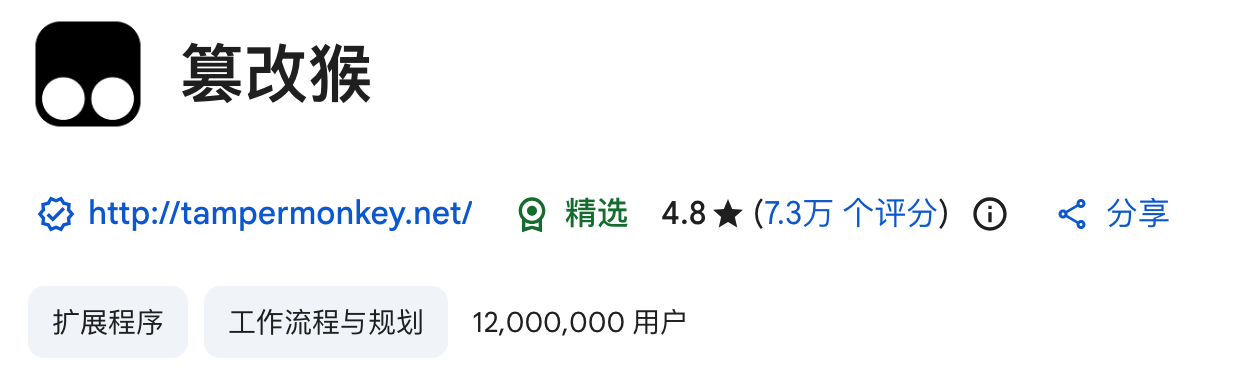 篡改猴
http://tampermonkey.net/ 精选 4.8 ★ (7.3万 个评分) 分享
扩展程序 工作流程与规划 12,000,000 用户